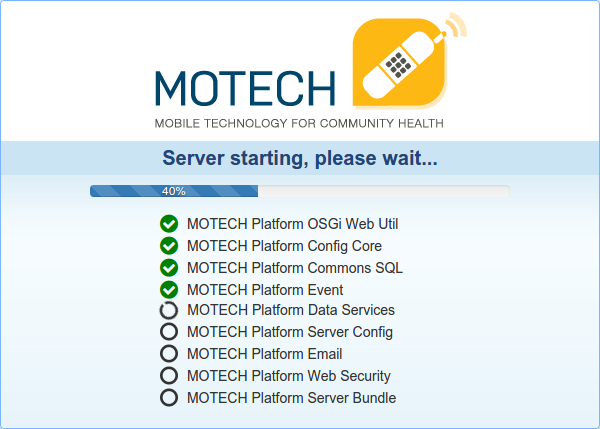 MOTECH
MOBILE TECHNOLOGY FOR COMMUNITY HEALTH
Server starting, please wait...
40%
MOTECH Platform OSGi Web Util
MOTECH Platform Config Core
MOTECH Platform Commons SQL
MOTECH Platform Event
MOTECH Platform Data Services
MOTECH Platform Server Config
MOTECH Platform Email
MOTECH Platform Web Security
MOTECH Platform Server Bundle